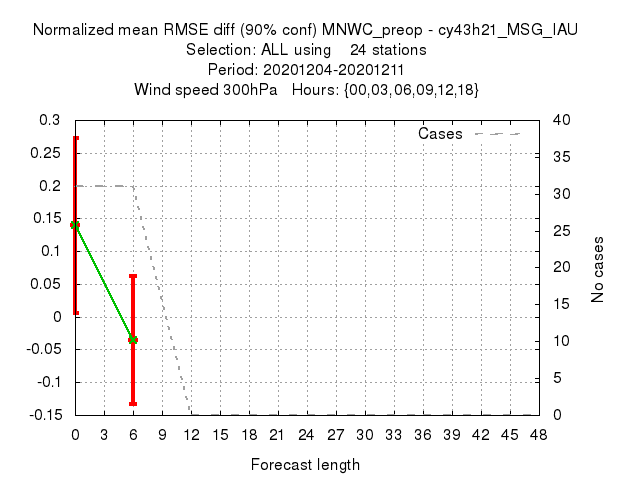 Normalized mean RMSE diff (90% conf) MNWC_preop - cy43h21_MSG_IAU
Selection: ALL using    24 stations
Period: 20201204-20201211
Wind speed 300hPa   Hours: {00,03,06,09,12,18}
0.3
0.25
0.2
0.15
0.1
0.05
0
-0.05
-0.1
-0.15
Cases
40
35
30
25
20
15
10
5
0
No cases
0 3 6 9 12 15 18 21 24 27 30 33 36 39 42 45 48
Forecast length